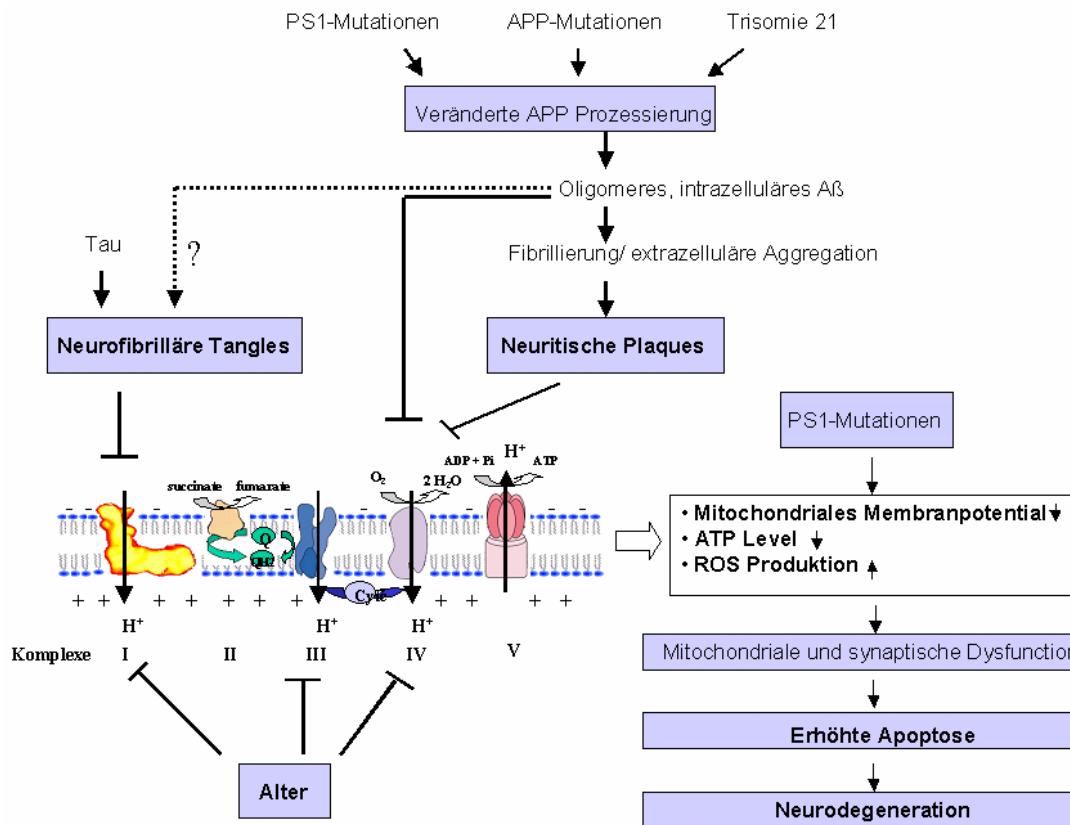 PS1-Mutationen APP-Mutationen Trisomie 21
Veränderte APP Prozessierung
Oligomeres, intrazelluläres Aß
Tau
?
Fibrillierung/ extrazelluläre Aggregation
Neurofibrilläre Tangles
Neuritische Plaques
PS1-Mutationen
succinate fumarate
O₂ 2 H₂O
ADP + Pi H⁺ ATP
- - - - - - - -
Q
QH2
Cytc
+ + + + + + + + + + +
H⁺ H⁺ H⁺
Komplexe I II III IV V
• Mitochondriales Membranpotential
• ATP Level
• ROS Produktion
Mitochondriale und synaptische Dysfunction
Alter
Erhöhte Apoptose
Neurodegeneration